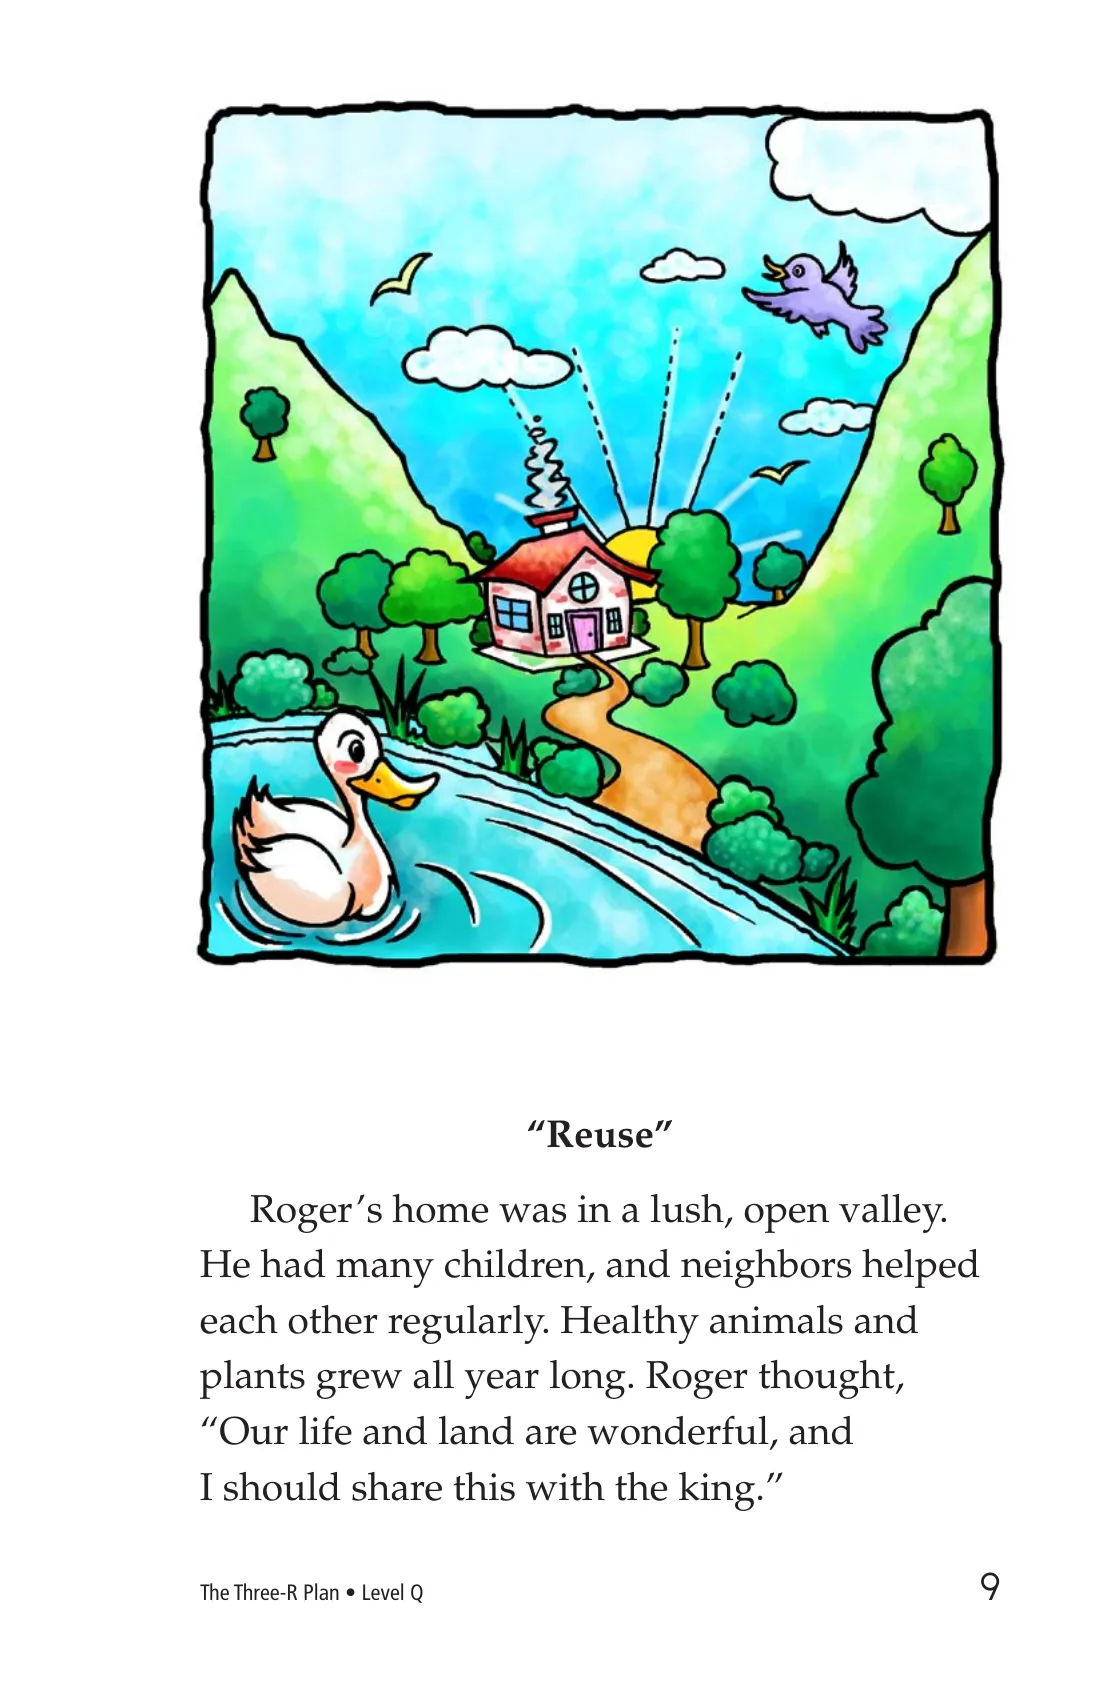 “Reuse”
Roger’s home was in a lush, open valley.
He had many children, and neighbors helped
each other regularly. Healthy animals and
plants grew all year long. Roger thought,
“Our life and land are wonderful, and
I should share this with the king.”
The Three-R Plan • Level Q
9